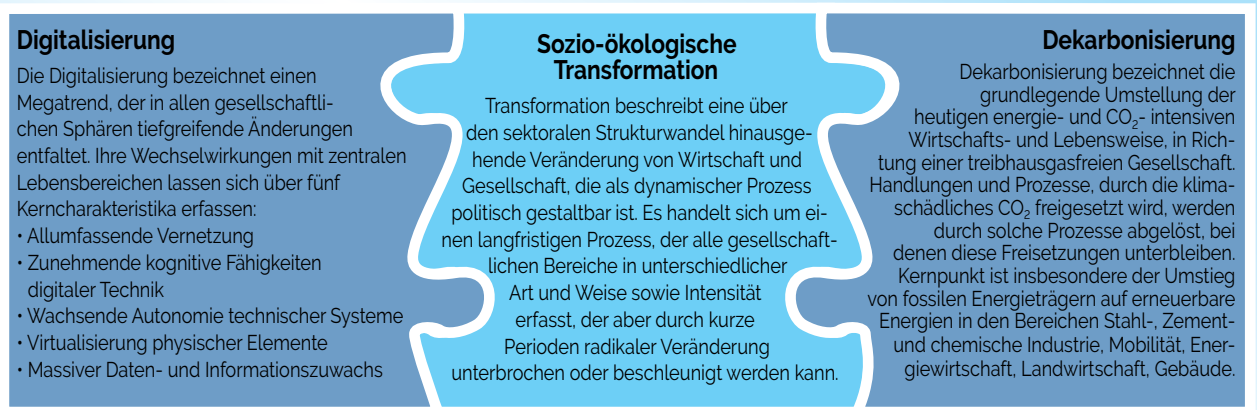 Digitalisierung
Die Digitalisierung bezeichnet einen
Megatrend, der in allen gesellschaftli-
chen Sphären tiefgreifende Änderungen
entfaltet. Ihre Wechselwirkungen mit zentralen
Lebensbereichen lassen sich über fünf
Kerncharakteristika erfassen:
• Allumfassende Vernetzung
• Zunehmende kognitive Fähigkeiten
digitaler Technik
• Wachsende Autonomie technischer Systeme
• Virtualisierung physischer Elemente
• Massiver Daten- und Informationszuwachs
Sozio-ökologische
Transformation
Transformation beschreibt eine über
den sektoralen Strukturwandel hinausge-
hende Veränderung von Wirtschaft und
Gesellschaft, die als dynamischer Prozess
politisch gestaltbar ist. Es handelt sich um ei-
nen langfristigen Prozess, der alle gesellschaft-
lichen Bereiche in unterschiedlicher
Art und Weise sowie Intensität
erfasst, der aber durch kurze
Perioden radikaler Veränderung
unterbrochen oder beschleunigt werden kann.
Dekarbonisierung
Dekarbonisierung bezeichnet die
grundlegende Umstellung der
heutigen energie- und CO₂- intensiven
Wirtschafts- und Lebensweise, in Rich-
tung einer treibhausgasfreien Gesellschaft.
Handlungen und Prozesse, durch die klima-
schädliches CO₂ freigesetzt wird, werden
durch solche Prozesse abgelöst, bei
denen diese Freisetzungen unterbleiben.
Kernpunkt ist insbesondere der Umstieg
von fossilen Energieträgern auf erneuerbare
Energien in den Bereichen Stahl-, Zement-
und chemische Industrie, Mobilität, Ener-
giewirtschaft, Landwirtschaft, Gebäude.